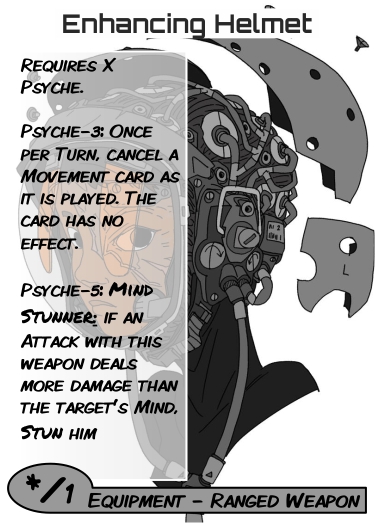 Enhancing Helmet
Requires X
Psyche.
Psyche-3: Once
per Turn, cancel a
Movement card as
it is played. The
card has no
effect.
Psyche-5: Mind
Stunner: if an
Attack with this
weapon deals
more damage than
the target's Mind,
Stun him
*/1
Equipment - Ranged Weapon
L